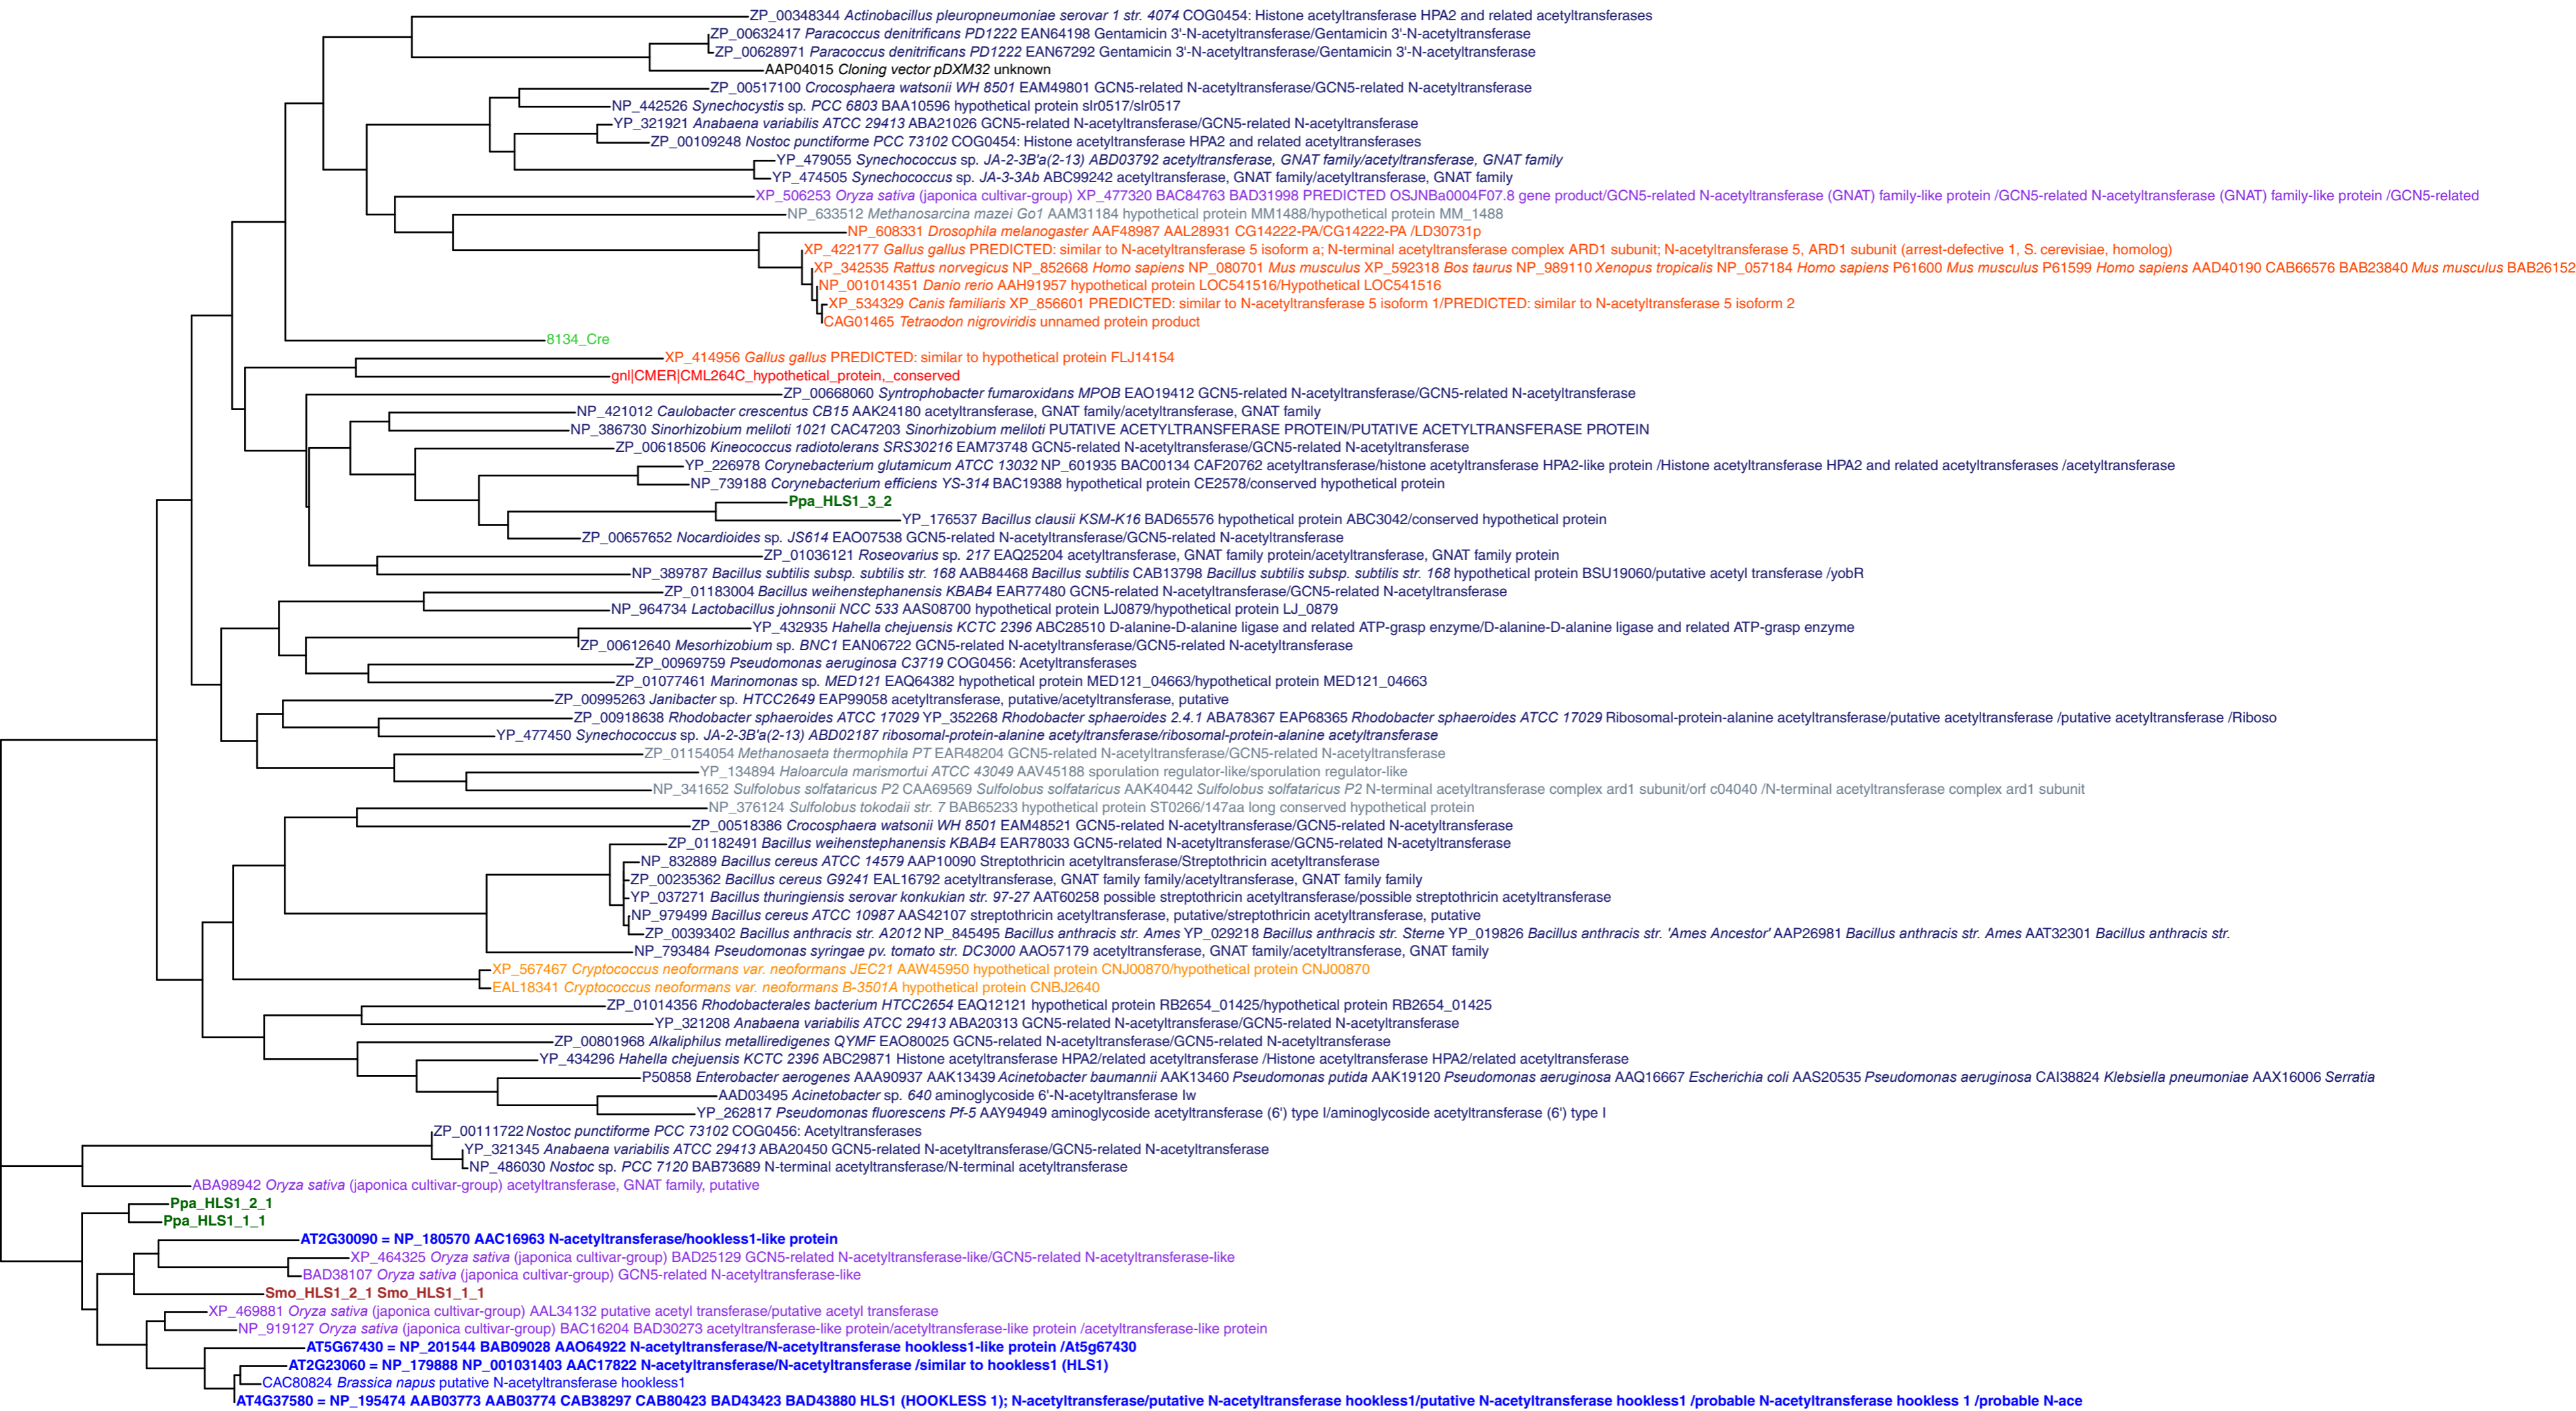 ZP_00348344 Actinobacillus pleuropneumoniae serovar 1 str. 4074 COG0454: Histone acetyltransferase HPA2 and related acetyltransferases
ZP_00632417 Paracoccus denitrificans PD1222 EAN64198 Gentamicin 3'-N-acetyltransferase/Gentamicin 3'-N-acetyltransferase
ZP_00628971 Paracoccus denitrificans PD1222 EAN67292 Gentamicin 3'-N-acetyltransferase/Gentamicin 3'-N-acetyltransferase
AAP04015 Cloning vector pDXM32 unknown
ZP_00517100 Crocosphaera watsonii WH 8501 EAM49801 GCN5-related N-acetyltransferase/GCN5-related N-acetyltransferase
NP_442526 Synechocystis sp. PCC 6803 BAA10596 hypothetical protein slr0517/slr0517
YP_321921 Anabaena variabilis ATCC 29413 ABA21026 GCN5-related N-acetyltransferase/GCN5-related N-acetyltransferase
ZP_00109248 Nostoc punctiforme PCC 73102 COG0454: Histone acetyltransferase HPA2 and related acetyltransferases
YP_479055 Synechococcus sp. JA-2-3B'a(2-13) ABD03792 acetyltransferase, GNAT family/acetyltransferase, GNAT family
YP_474505 Synechococcus sp. JA-3-3Ab ABC99242 acetyltransferase, GNAT family/acetyltransferase, GNAT family
XP_506253 Oryza sativa (japonica cultivar-group) XP_477320 BAC84763 BAD31998 PREDICTED OSJNBa0004F07.8 gene product/GCN5-related N-acetyltransferase (GNAT) family-like protein /GCN5-related N-acetyltransferase (GNAT) family-like protein /GCN5-related
NP_633512 Methanosarcina mazei Go1 AAM31184 hypothetical protein MM1488/hypothetical protein MM_1488
NP_608331 Drosophila melanogaster AAF48987 AAL28931 CG14222-PA/CG14222-PA /LD30731p
XP_422177 Gallus gallus PREDICTED: similar to N-acetyltransferase 5 isoform a; N-terminal acetyltransferase complex ARD1 subunit; N-acetyltransferase 5, ARD1 subunit (arrest-defective 1, S. cerevisiae, homolog)
XP_342535 Rattus norvegicus NP_852668 Homo sapiens NP_080701 Mus musculus XP_592318 Bos taurus NP_989110 Xenopus tropicalis NP_057184 Homo sapiens P61600 Mus musculus P61599 Homo sapiens AAD40190 CAB66576 BAB23840 Mus musculus BAB26152
NP_001014351 Danio rerio AAH91957 hypothetical protein LOC541516/Hypothetical LOC541516
XP_534329 Canis familiaris XP_856601 PREDICTED: similar to N-acetyltransferase 5 isoform 1/PREDICTED: similar to N-acetyltransferase 5 isoform 2
CAG01465 Tetraodon nigroviridis unnamed protein product
8134_Cre
XP_414956 Gallus gallus PREDICTED: similar to hypothetical protein FLJ14154
gnl|CMER|CML264C_hypothetical_protein,_conserved
ZP_00668060 Syntrophobacter fumaroxidans MPOB EAO19412 GCN5-related N-acetyltransferase/GCN5-related N-acetyltransferase
NP_421012 Caulobacter crescentus CB15 AAK24180 acetyltransferase, GNAT family/acetyltransferase, GNAT family
NP_386730 Sinorhizobium meliloti 1021 CAC47203 Sinorhizobium meliloti PUTATIVE ACETYLTRANSFERASE PROTEIN/PUTATIVE ACETYLTRANSFERASE PROTEIN
ZP_00618506 Kineococcus radiotolerans SRS30216 EAM73748 GCN5-related N-acetyltransferase/GCN5-related N-acetyltransferase
YP_226978 Corynebacterium glutamicum ATCC 13032 NP_601935 BAC00134 CAF20762 acetyltransferase/histone acetyltransferase HPA2-like protein /Histone acetyltransferase HPA2 and related acetyltransferases /acetyltransferase
NP_739188 Corynebacterium efficiens YS-314 BAC19388 hypothetical protein CE2578/conserved hypothetical protein
Ppa_HLS1_3_2
YP_176537 Bacillus clausii KSM-K16 BAD65576 hypothetical protein ABC3042/conserved hypothetical protein
ZP_00657652 Nocardioides sp. JS614 EAO07538 GCN5-related N-acetyltransferase/GCN5-related N-acetyltransferase
ZP_01036121 Roseovarius sp. 217 EAQ25204 acetyltransferase, GNAT family protein/acetyltransferase, GNAT family protein
NP_389787 Bacillus subtilis subsp. subtilis str. 168 AAB84468 Bacillus subtilis CAB13798 Bacillus subtilis subsp. subtilis str. 168 hypothetical protein BSU19060/putative acetyl transferase /yobR
ZP_01183004 Bacillus weihenstephanensis KBAB4 EAR77480 GCN5-related N-acetyltransferase/GCN5-related N-acetyltransferase
NP_964734 Lactobacillus johnsonii NCC 533 AAS08700 hypothetical protein LJ0879/hypothetical protein LJ_0879
YP_432935 Hahella chejuensis KCTC 2396 ABC28510 D-alanine-D-alanine ligase and related ATP-grasp enzyme/D-alanine-D-alanine ligase and related ATP-grasp enzyme
ZP_00612640 Mesorhizobium sp. BNC1 EAN06722 GCN5-related N-acetyltransferase/GCN5-related N-acetyltransferase
ZP_00969759 Pseudomonas aeruginosa C3719 COG0456: Acetyltransferases
ZP_01077461 Marinomonas sp. MED121 EAQ64382 hypothetical protein MED121_04663/hypothetical protein MED121_04663
ZP_00995263 Janibacter sp. HTCC2649 EAP99058 acetyltransferase, putative/acetyltransferase, putative
ZP_00918638 Rhodobacter sphaeroides ATCC 17029 YP_352268 Rhodobacter sphaeroides 2.4.1 ABA78367 EAP68365 Rhodobacter sphaeroides ATCC 17029 Ribosomal-protein-alanine acetyltransferase/putative acetyltransferase /putative acetyltransferase /Riboso
YP_477450 Synechococcus sp. JA-2-3B'a(2-13) ABD02187 ribosomal-protein-alanine acetyltransferase/ribosomal-protein-alanine acetyltransferase
ZP_01154054 Methanosaeta thermophila PT EAR48204 GCN5-related N-acetyltransferase/GCN5-related N-acetyltransferase
YP_134894 Haloarcula marismortui ATCC 43049 AAV45188 sporulation regulator-like/sporulation regulator-like
NP_341652 Sulfolobus solfataricus P2 CAA69569 Sulfolobus solfataricus AAK40442 Sulfolobus solfataricus P2 N-terminal acetyltransferase complex ard1 subunit/orf c04040 /N-terminal acetyltransferase complex ard1 subunit
NP_376124 Sulfolobus tokodaii str. 7 BAB65233 hypothetical protein ST0266/147aa long conserved hypothetical protein
ZP_00518386 Crocosphaera watsonii WH 8501 EAM48521 GCN5-related N-acetyltransferase/GCN5-related N-acetyltransferase
ZP_01182491 Bacillus weihenstephanensis KBAB4 EAR78033 GCN5-related N-acetyltransferase/GCN5-related N-acetyltransferase
NP_832889 Bacillus cereus ATCC 14579 AAP10090 Streptothricin acetyltransferase/Streptothricin acetyltransferase
ZP_00235362 Bacillus cereus G9241 EAL16792 acetyltransferase, GNAT family family/acetyltransferase, GNAT family family
YP_037271 Bacillus thuringiensis serovar konkukian str. 97-27 AAT60258 possible streptothricin acetyltransferase/possible streptothricin acetyltransferase
NP_979499 Bacillus cereus ATCC 10987 AAS42107 streptothricin acetyltransferase, putative/streptothricin acetyltransferase, putative
ZP_00393402 Bacillus anthracis str. A2012 NP_845495 Bacillus anthracis str. Ames YP_029218 Bacillus anthracis str. Sterne YP_019826 Bacillus anthracis str. 'Ames Ancestor' AAP26981 Bacillus anthracis str. Ames AAT32301 Bacillus anthracis str.
NP_793484 Pseudomonas syringae pv. tomato str. DC3000 AAO57179 acetyltransferase, GNAT family/acetyltransferase, GNAT family
XP_567467 Cryptococcus neoformans var. neoformans JEC21 AAW45950 hypothetical protein CNJ00870/hypothetical protein CNJ00870
EAL18341 Cryptococcus neoformans var. neoformans B-3501A hypothetical protein CNBJ2640
ZP_01014356 Rhodobacterales bacterium HTCC2654 EAQ12121 hypothetical protein RB2654_01425/hypothetical protein RB2654_01425
YP_321208 Anabaena variabilis ATCC 29413 ABA20313 GCN5-related N-acetyltransferase/GCN5-related N-acetyltransferase
ZP_00801968 Alkaliphilus metalliredigenes QYMF EAO80025 GCN5-related N-acetyltransferase/GCN5-related N-acetyltransferase
YP_434296 Hahella chejuensis KCTC 2396 ABC29871 Histone acetyltransferase HPA2/related acetyltransferase /Histone acetyltransferase HPA2/related acetyltransferase
P50858 Enterobacter aerogenes AAA90937 AAK13439 Acinetobacter baumannii AAK13460 Pseudomonas putida AAK19120 Pseudomonas aeruginosa AAQ16667 Escherichia coli AAS20535 Pseudomonas aeruginosa CAI38824 Klebsiella pneumoniae AAX16006 Serratia
AAD03495 Acinetobacter sp. 640 aminoglycoside 6'-N-acetyltransferase Iw
YP_262817 Pseudomonas fluorescens Pf-5 AAY94949 aminoglycoside acetyltransferase (6') type I/aminoglycoside acetyltransferase (6') type I
ZP_00111722 Nostoc punctiforme PCC 73102 COG0456: Acetyltransferases
YP_321345 Anabaena variabilis ATCC 29413 ABA20450 GCN5-related N-acetyltransferase/GCN5-related N-acetyltransferase
NP_486030 Nostoc sp. PCC 7120 BAB73689 N-terminal acetyltransferase/N-terminal acetyltransferase
ABA98942 Oryza sativa (japonica cultivar-group) acetyltransferase, GNAT family, putative
Ppa_HLS1_2_1
Ppa_HLS1_1_1
AT2G30090 = NP_180570 AAC16963 N-acetyltransferase/hookless1-like protein
XP_464325 Oryza sativa (japonica cultivar-group) BAD25129 GCN5-related N-acetyltransferase-like/GCN5-related N-acetyltransferase-like
BAD38107 Oryza sativa (japonica cultivar-group) GCN5-related N-acetyltransferase-like
Smo_HLS1_2_1 Smo_HLS1_1_1
XP_469881 Oryza sativa (japonica cultivar-group) AAL34132 putative acetyl transferase/putative acetyl transferase
NP_919127 Oryza sativa (japonica cultivar-group) BAC16204 BAD30273 acetyltransferase-like protein/acetyltransferase-like protein /acetyltransferase-like protein
AT5G67430 = NP_201544 BAB09028 AAO64922 N-acetyltransferase/N-acetyltransferase hookless1-like protein /At5g67430
AT2G23060 = NP_179888 NP_001031403 AAC17822 N-acetyltransferase/N-acetyltransferase /similar to hookless1 (HLS1)
CAC80824 Brassica napus putative N-acetyltransferase hookless1
AT4G37580 = NP_195474 AAB03773 AAB03774 CAB38297 CAB80423 BAD43423 BAD43880 HLS1 (HOOKLESS 1); N-acetyltransferase/putative N-acetyltransferase hookless1/putative N-acetyltransferase hookless1 /probable N-acetyltransferase hookless 1 /probable N-ace